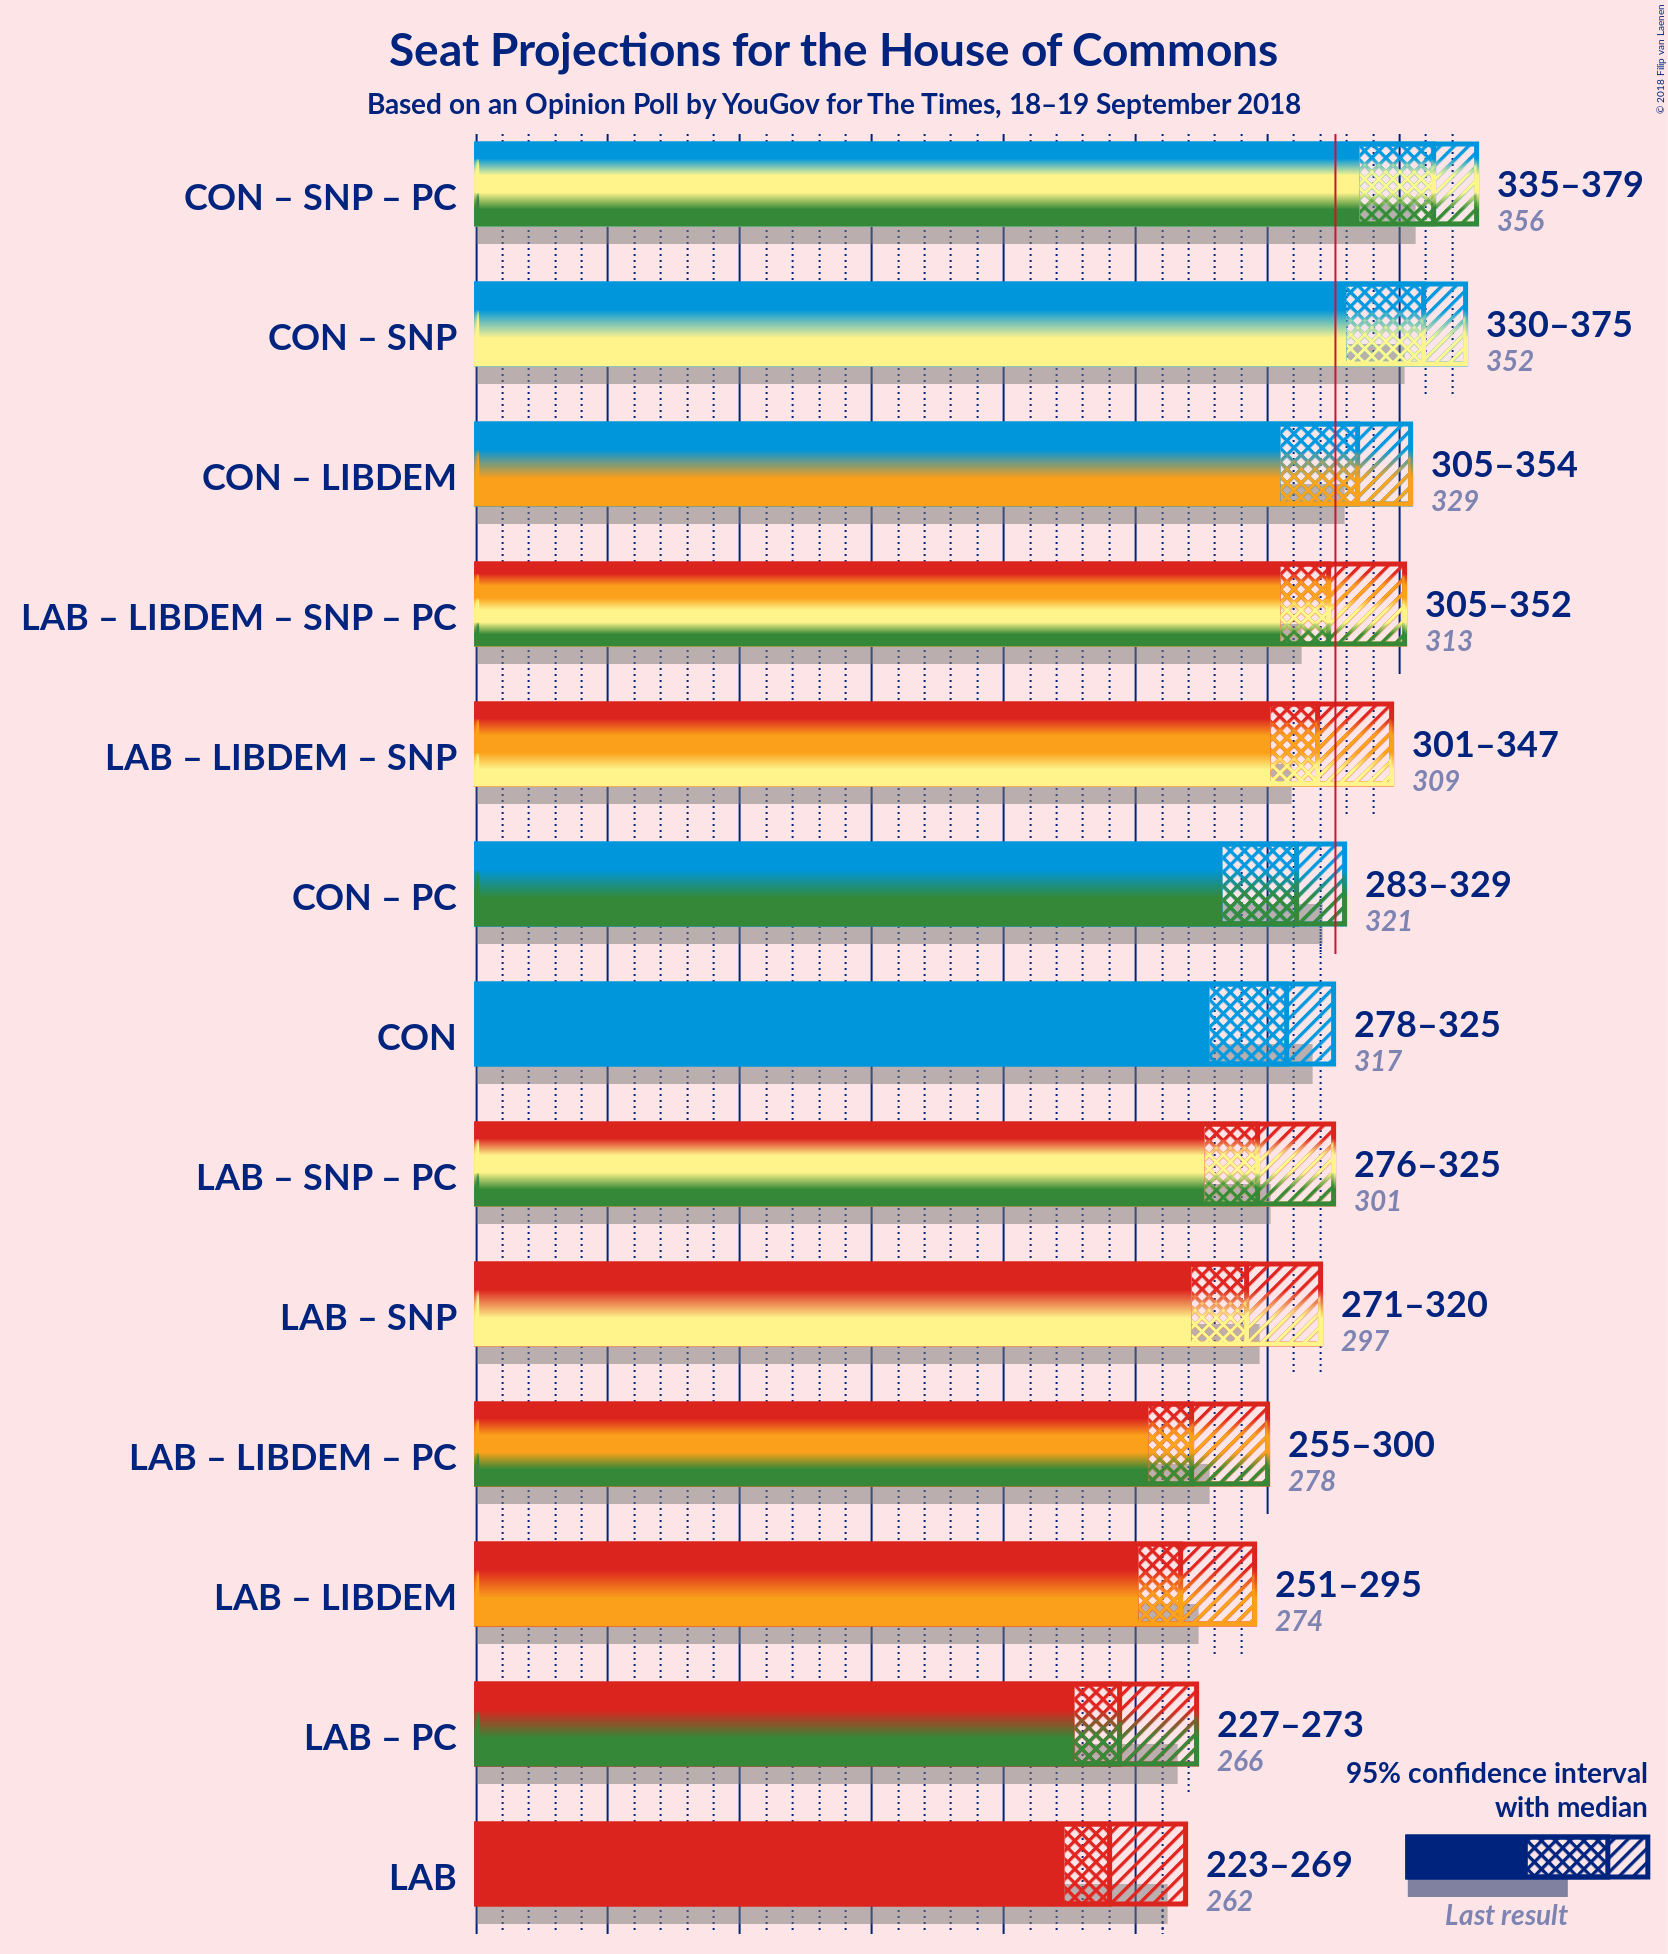 Seat Projections for the House of Commons
Based on an Opinion Poll by YouGov for The Times, 18–19 September 2018
© 2018 Filip van Laenen
CON – SNP – PC
335–379
356
CON – SNP
330–375
352
CON – LIBDEM
305–354
329
LAB – LIBDEM – SNP – PC
305–352
313
LAB – LIBDEM – SNP
301–347
309
CON – PC
283–329
321
CON
278–325
317
LAB – SNP – PC
276–325
301
LAB – SNP
271–320
297
LAB – LIBDEM – PC
255–300
278
LAB – LIBDEM
251–295
274
LAB – PC
227–273
266
LAB
223–269
262
95% confidence interval
with median
Last result